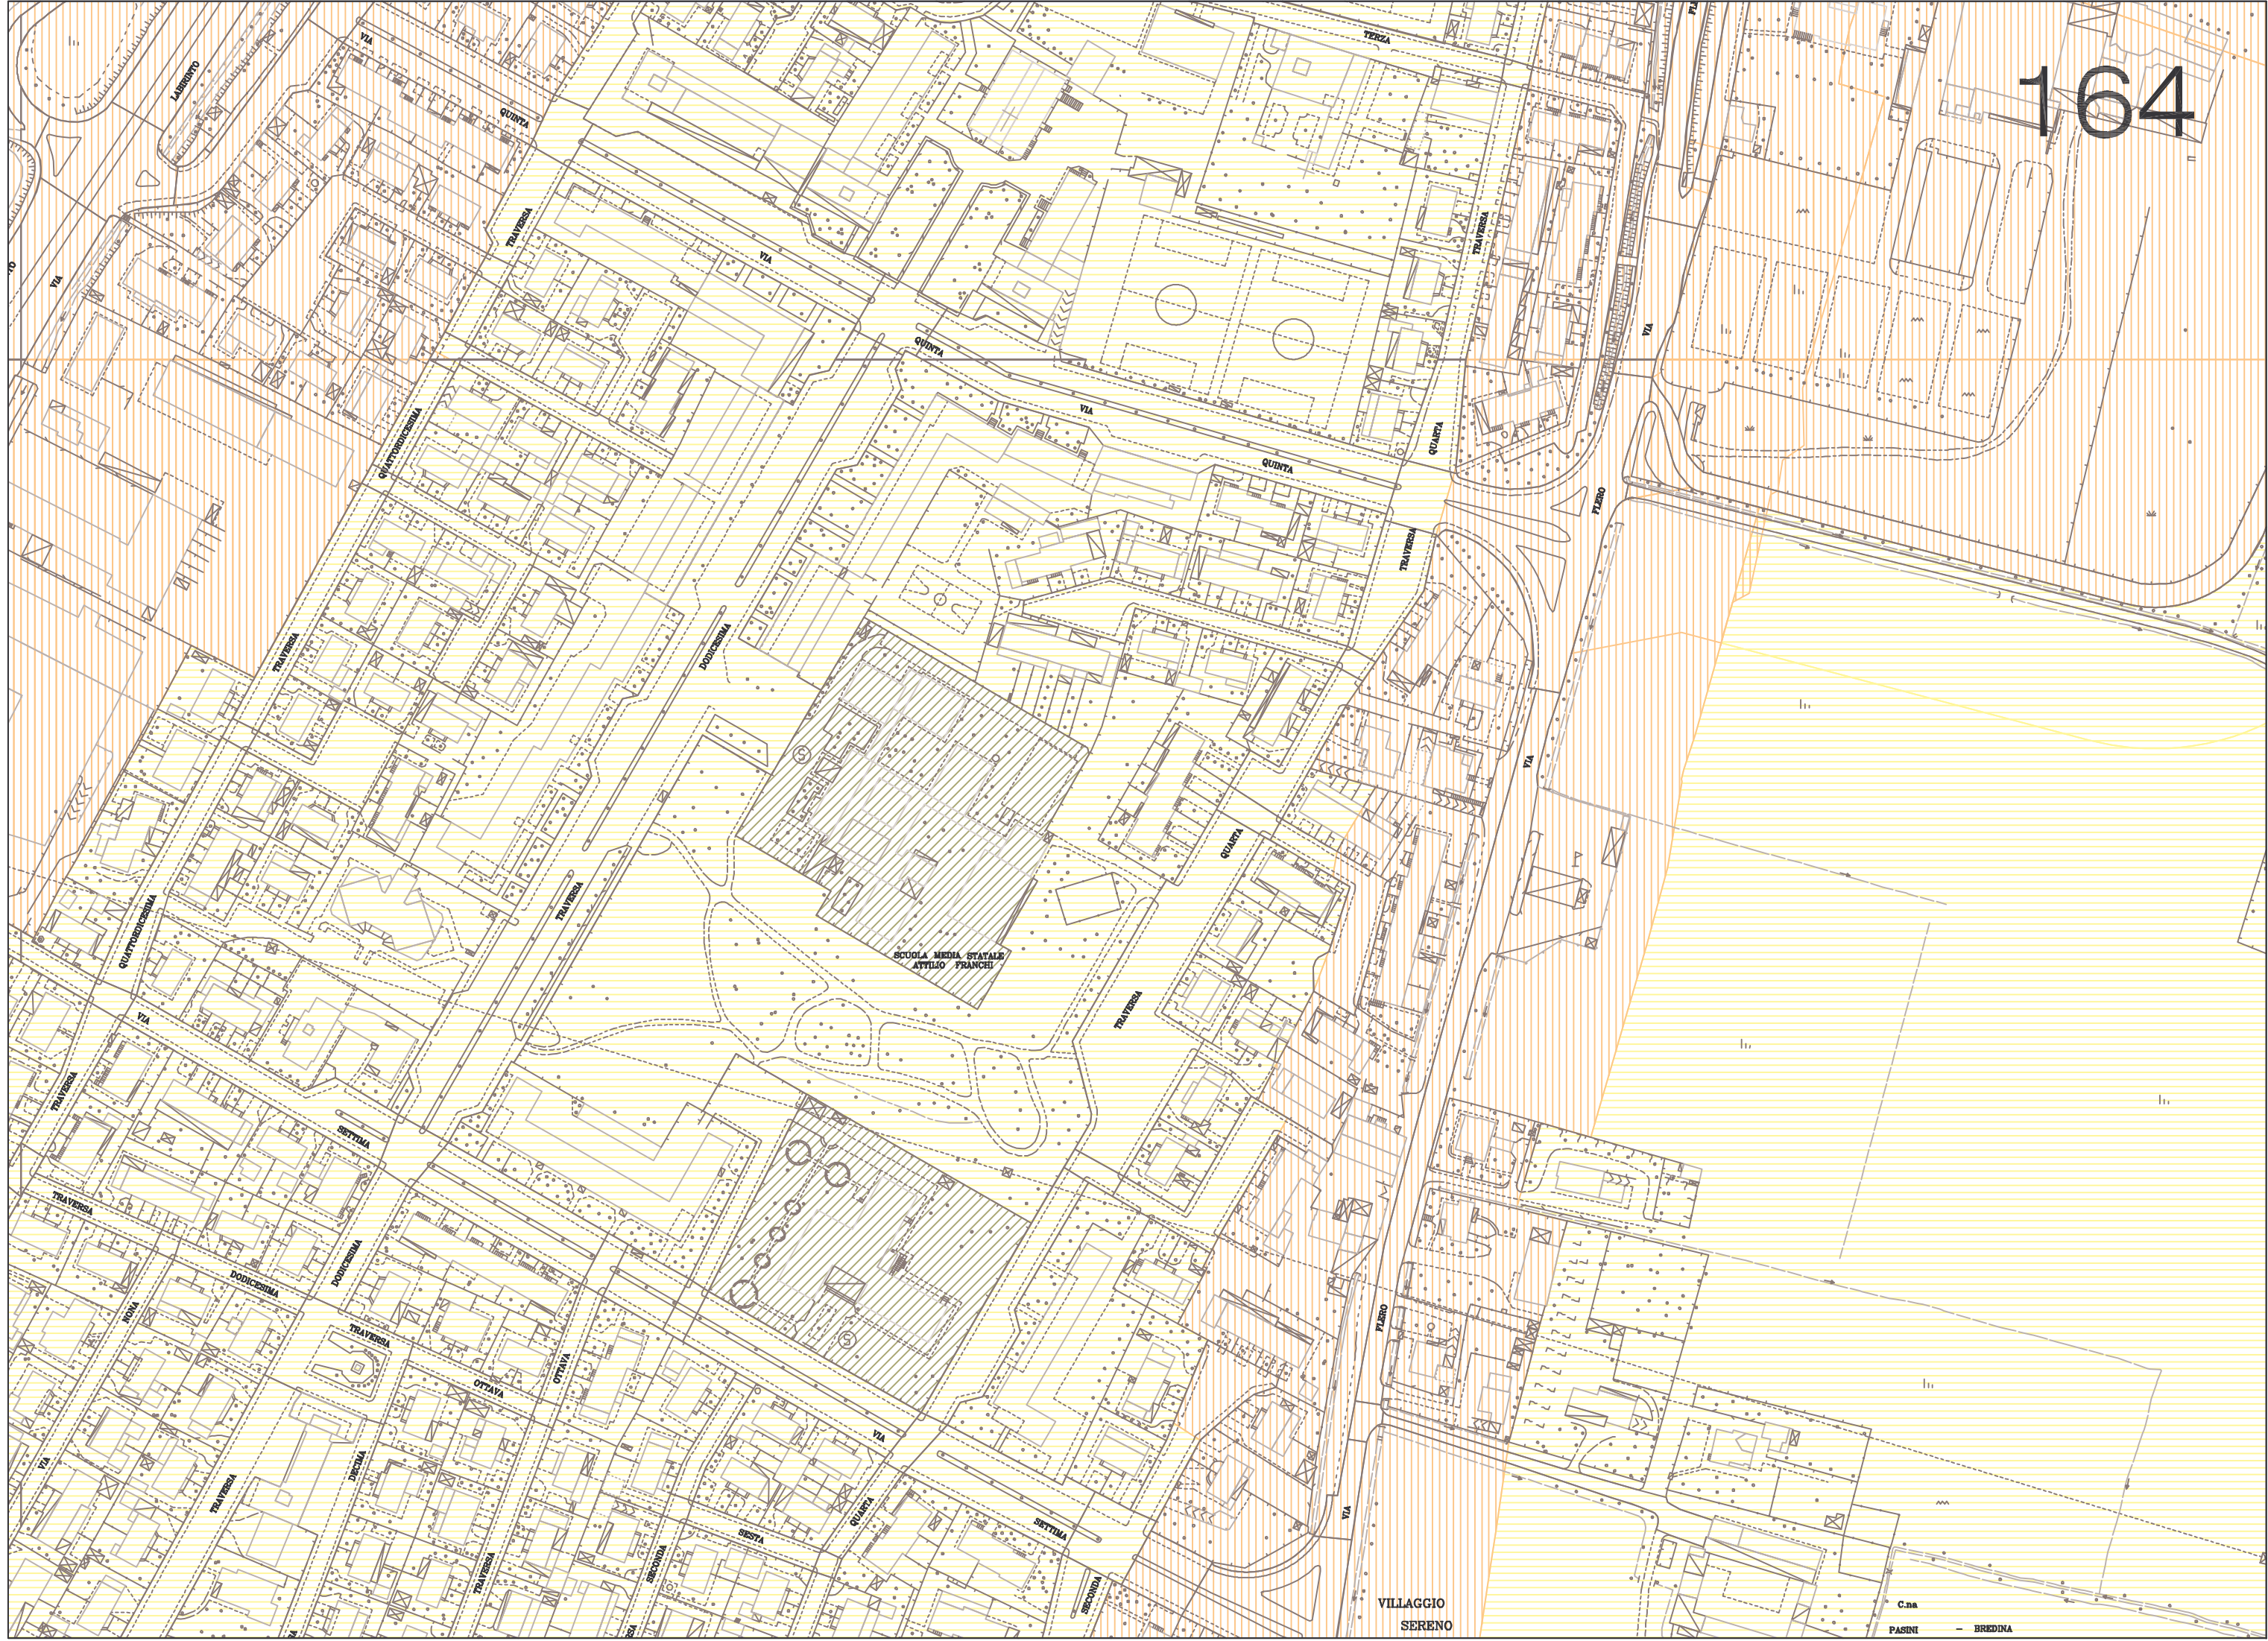 164
VIA
LABIRINTO
QUINTA
TERZA
TRAVERSA
VIA
TRAVERSA
VIA
VIA
QUINTA
VIA
QUATTORDICESIMA
QUARTA
QUINTA
FLERO
TRAVERSA
TRAVERSA
DODICESIMA
VIA
S
QUARTA
TRAVERSA
QUATTORDICESIMA
SCUOLA MEDIA STATALE
ATTILIO FRANCHI
TRAVERSA
VIA
TRAVERSA
SETTIMA
TRAVERSA
DODICESIMA
DODICESIMA
NONA
TRAVERSA
FLERO
S
OTTAVA
OTTAVA
VIA
VIA
DECIMA
TRAVERSA
QUARTA
VIA
SETTIMA
SESTA
SECONDA
TRAVERSA
SECONDA
VILLAGGIO
SERENO
C.na
PASINI - BREDINA